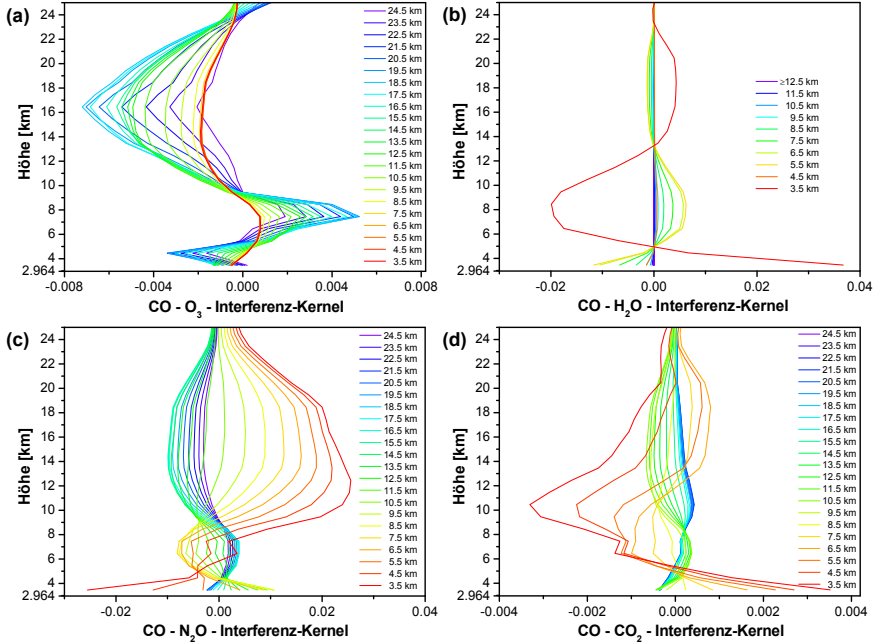 (a)
24
22
20
18
16
14
12
10
8
6
4
2.964
Höhe [km]
-0.008
-0.004
0.000
0.004
0.008
CO - O3 - Interferenz-Kernel
24.5 km
23.5 km
22.5 km
21.5 km
20.5 km
19.5 km
18.5 km
17.5 km
16.5 km
15.5 km
14.5 km
13.5 km
12.5 km
11.5 km
10.5 km
9.5 km
8.5 km
7.5 km
6.5 km
5.5 km
4.5 km
3.5 km
(b)
24
22
20
18
16
14
12
10
8
6
4
2.964
Höhe [km]
-0.02
0.00
0.02
0.04
CO - H2O - Interferenz-Kernel
≥12.5 km
11.5 km
10.5 km
9.5 km
8.5 km
7.5 km
6.5 km
5.5 km
4.5 km
3.5 km
(c)
24
22
20
18
16
14
12
10
8
6
4
2.964
Höhe [km]
-0.02
0.00
0.02
0.04
CO - N2O - Interferenz-Kernel
24.5 km
23.5 km
22.5 km
21.5 km
20.5 km
19.5 km
18.5 km
17.5 km
16.5 km
15.5 km
14.5 km
13.5 km
12.5 km
11.5 km
10.5 km
9.5 km
8.5 km
7.5 km
6.5 km
5.5 km
4.5 km
3.5 km
(d)
24
22
20
18
16
14
12
10
8
6
4
2.964
Höhe [km]
-0.004
-0.002
0.000
0.002
0.004
CO - CO2 - Interferenz-Kernel
24.5 km
23.5 km
22.5 km
21.5 km
20.5 km
19.5 km
18.5 km
17.5 km
16.5 km
15.5 km
14.5 km
13.5 km
12.5 km
11.5 km
10.5 km
9.5 km
8.5 km
7.5 km
6.5 km
5.5 km
4.5 km
3.5 km